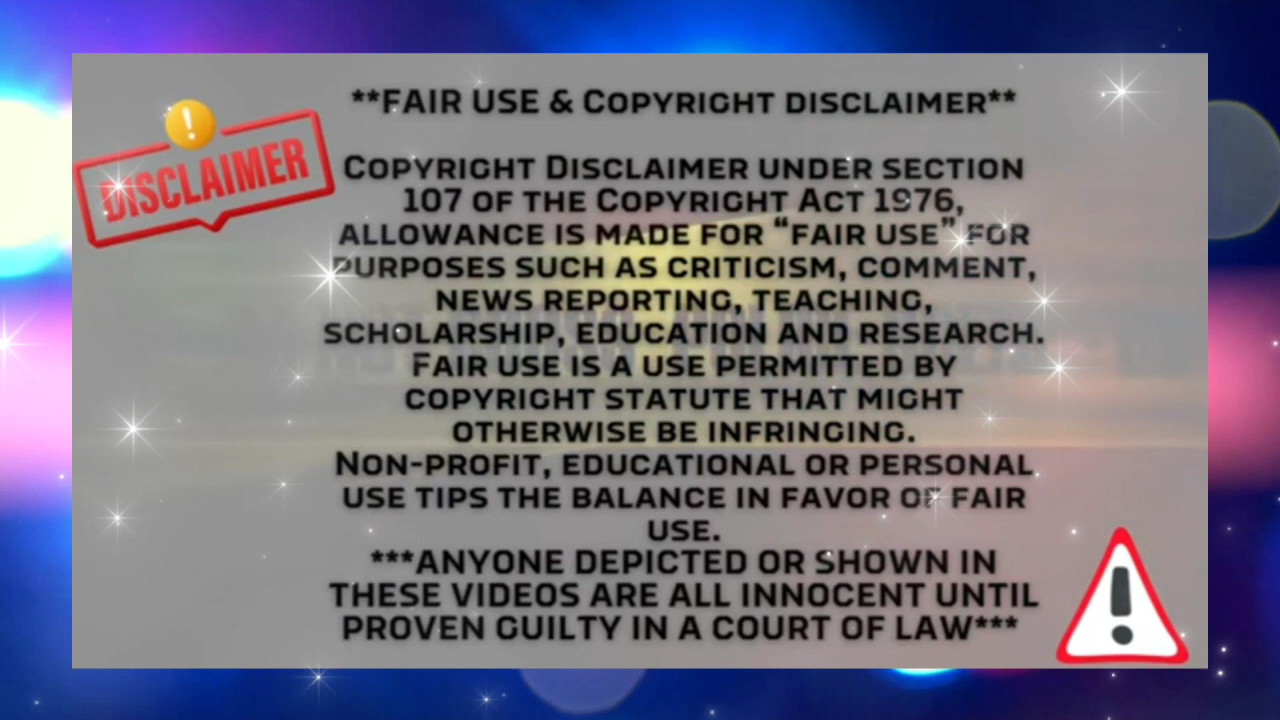 **FAIR USE & COPYRIGHT DISCLAIMER**
DISCLAIMER
COPYRIGHT DISCLAIMER UNDER SECTION
107 OF THE COPYRIGHT ACT 1976,
ALLOWANCE IS MADE FOR “FAIR USE” FOR
PURPOSES SUCH AS CRITICISM, COMMENT,
NEWS REPORTING, TEACHING,
SCHOLARSHIP, EDUCATION AND RESEARCH.
FAIR USE IS A USE PERMITTED BY
COPYRIGHT STATUTE THAT MIGHT
OTHERWISE BE INFRINGING.
NON-PROFIT, EDUCATIONAL OR PERSONAL
USE TIPS THE BALANCE IN FAVOR OF FAIR
USE.
***ANYONE DEPICTED OR SHOWN IN
THESE VIDEOS ARE ALL INNOCENT UNTIL
PROVEN GUILTY IN A COURT OF LAW***